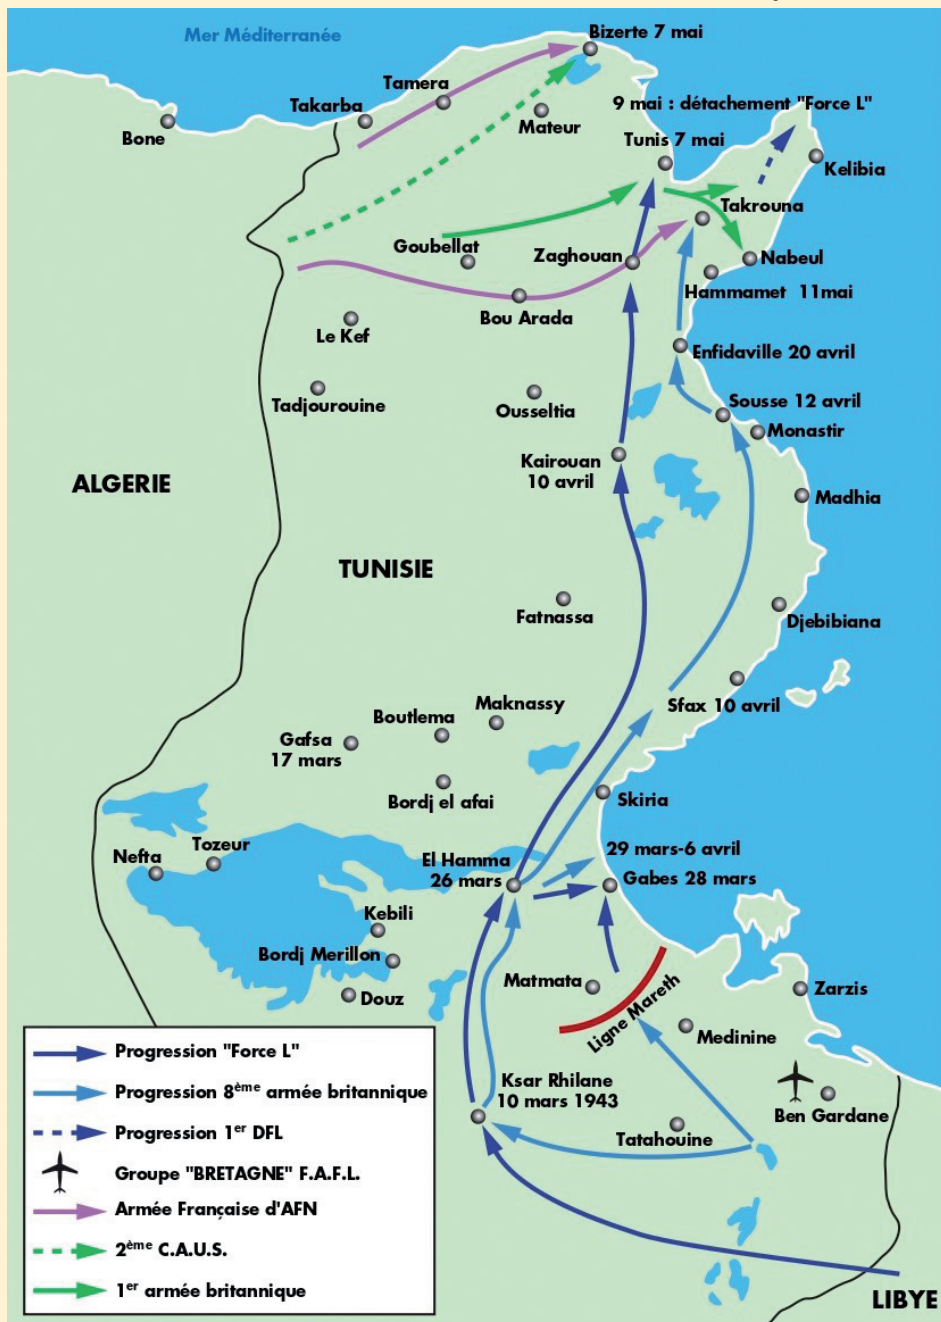 Mer Méditerranée
Bizerte 7 mai
Tamera
Takarba
9 mai : détachement "Force L"
Bone
Mateur
Tunis 7 mai
Kelibia
Takrouna
Goubellat
Zaghouan
Nabeul
Hammamet 11mai
Bou Arada
Le Kef
Enfidaville 20 avril
Tadjourouine
Ousseltia
Sousse 12 avril
Monastir
Kairouan
10 avril
ALGERIE
Madhia
TUNISIE
Fatnassa
Djebibiana
Maknassy
Sfax 10 avril
Boutlema
Gafsa
17 mars
Bordj el afai
Skiria
Nefta
Tozeur
El Hamma
26 mars
29 mars-6 avril
Gabes 28 mars
Kebili
Bordj Merillon
Douz
Matmata
Ligne Mareth
Zarzis
Medinine
Ksar Rhilane
10 mars 1943
Ben Gardane
Tatahouine
Progression "Force L"
Progression 8ème armée britannique
Progression 1er DFL
Groupe "BRETAGNE" F.A.F.L.
Armée Française d'AFN
2ème C.A.U.S.
1er armée britannique
LIBYE